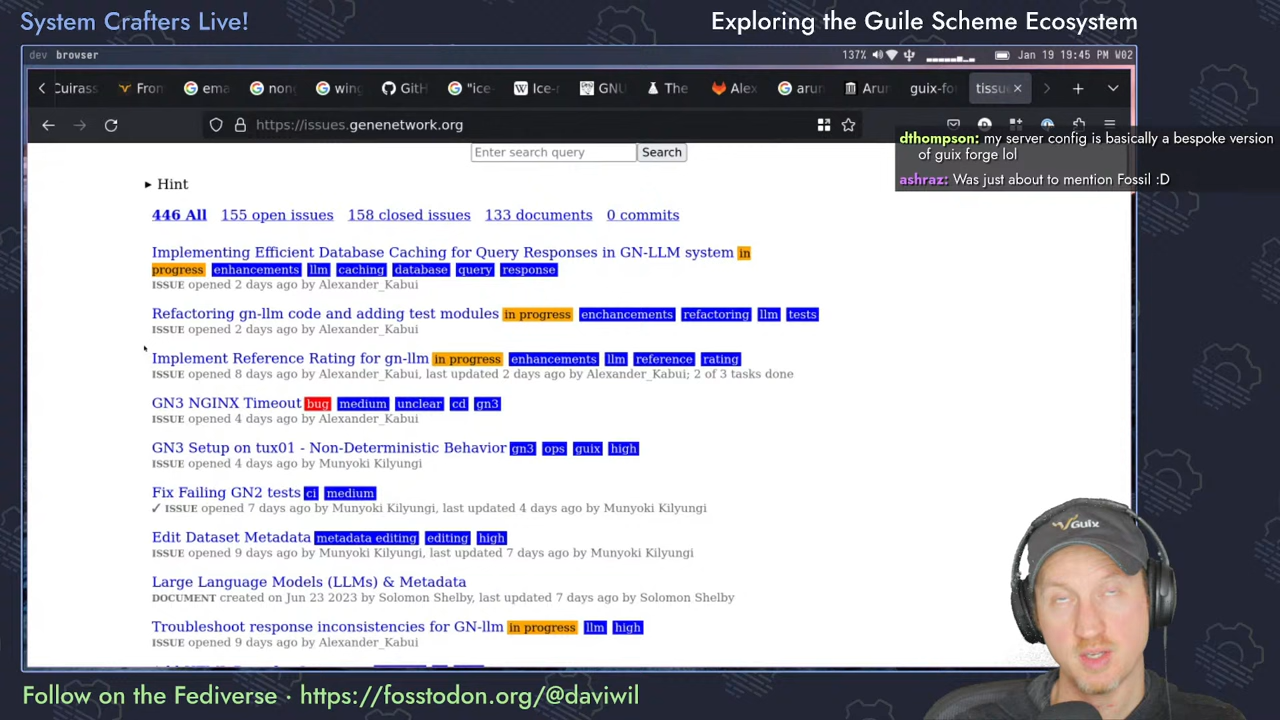 System Crafters Live!
Exploring the Guile Scheme Ecosystem
dev browser
137%
Jan 19 19:45 PM W02
Cuirass
From
ema
nong
wing
GitH
"ice-
Ice-r
GNU
The
Alex
arun
Arun
guix-fo
tissue
https://issues.genenetwork.org
dthompson: my server config is basically a bespoke version
of guix forge lol
ashraz: Was just about to mention Fossil :D
Enter search query
Search
Hint
446 All 155 open issues 158 closed issues 133 documents 0 commits
Implementing Efficient Database Caching for Query Responses in GN-LLM system in
progress enhancements llm caching database query response
ISSUE opened 2 days ago by Alexander_Kabui
Refactoring gn-llm code and adding test modules in progress enchancements refactoring llm tests
ISSUE opened 2 days ago by Alexander_Kabui
Implement Reference Rating for gn-llm in progress enhancements llm reference rating
ISSUE opened 8 days ago by Alexander_Kabui, last updated 2 days ago by Alexander_Kabui; 2 of 3 tasks done
GN3 NGINX Timeout bug medium unclear cd gn3
ISSUE opened 4 days ago by Alexander_Kabui
GN3 Setup on tux01 - Non-Deterministic Behavior gn3 ops guix high
ISSUE opened 4 days ago by Munyoki Kilyungi
Fix Failing GN2 tests ci medium
✓ ISSUE opened 7 days ago by Munyoki Kilyungi, last updated 4 days ago by Munyoki Kilyungi
Edit Dataset Metadata metadata editing editing high
ISSUE opened 9 days ago by Munyoki Kilyungi, last updated 7 days ago by Munyoki Kilyungi
Large Language Models (LLMs) & Metadata
DOCUMENT created on Jun 23 2023 by Solomon Shelby, last updated 7 days ago by Solomon Shelby
Troubleshoot response inconsistencies for GN-llm in progress llm high
ISSUE opened 9 days ago by Alexander_Kabui
Guix
Follow on the Fediverse · https://fosstodon.org/@daviwil